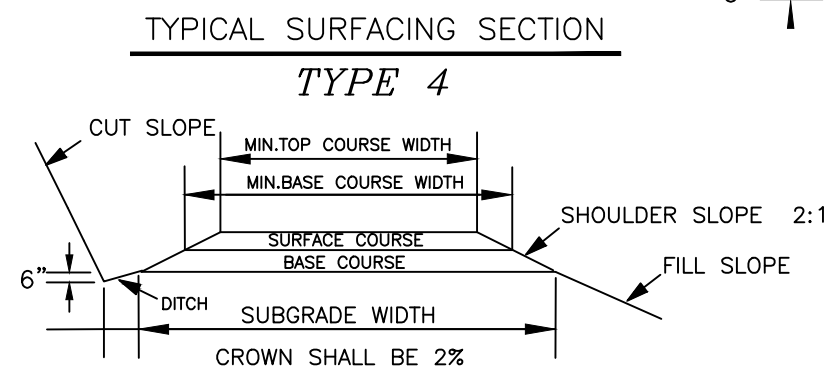 TYPICAL SURFACING SECTION
TYPE 4
CUT SLOPE
MIN.TOP COURSE WIDTH
MIN.BASE COURSE WIDTH
SHOULDER SLOPE 2:1
SURFACE COURSE
BASE COURSE
FILL SLOPE
6"
DITCH
SUBGRADE WIDTH
CROWN SHALL BE 2%